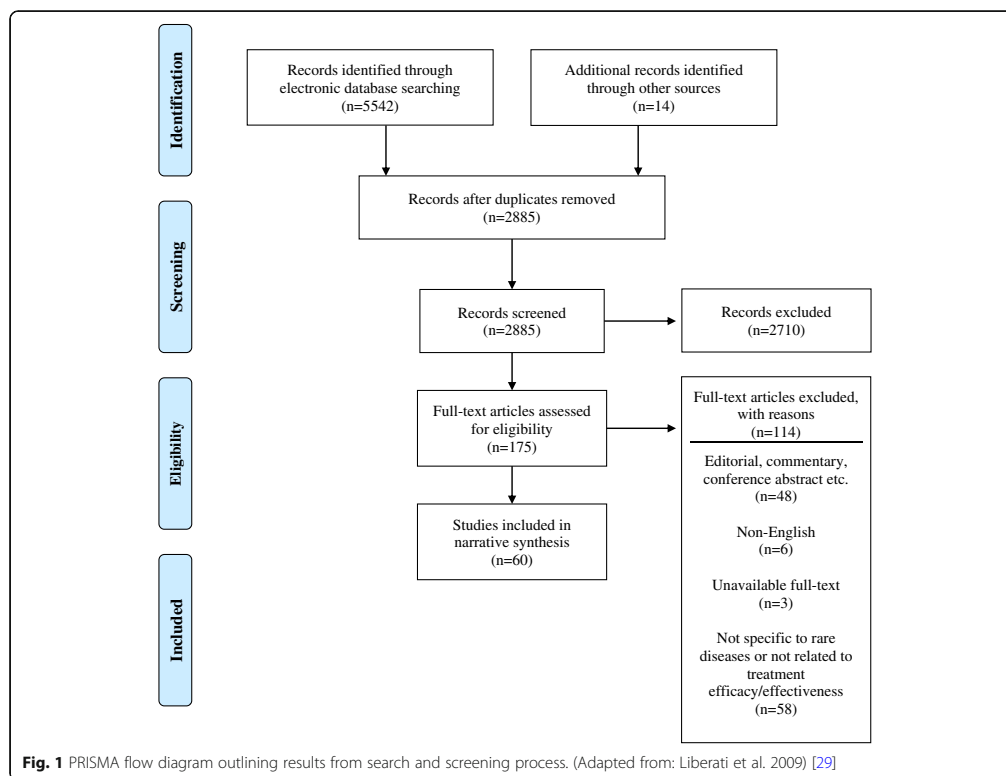 Identification
Records identified through
electronic database searching
(n=5542)
Additional records identified
through other sources
(n=14)
Records after duplicates removed
(n=2885)
Screening
Records screened
(n=2885)
Records excluded
(n=2710)
Eligibility
Full-text articles assessed
for eligibility
(n=175)
Full-text articles excluded,
with reasons
(n=114)
Editorial, commentary,
conference abstract etc.
(n=48)
Non-English
(n=6)
Unavailable full-text
(n=3)
Not specific to rare
diseases or not related to
treatment
efficacy/effectiveness
(n=58)
Included
Studies included in
narrative synthesis
(n=60)
Fig. 1 PRISMA flow diagram outlining results from search and screening process. (Adapted from: Liberati et al. 2009) [29]